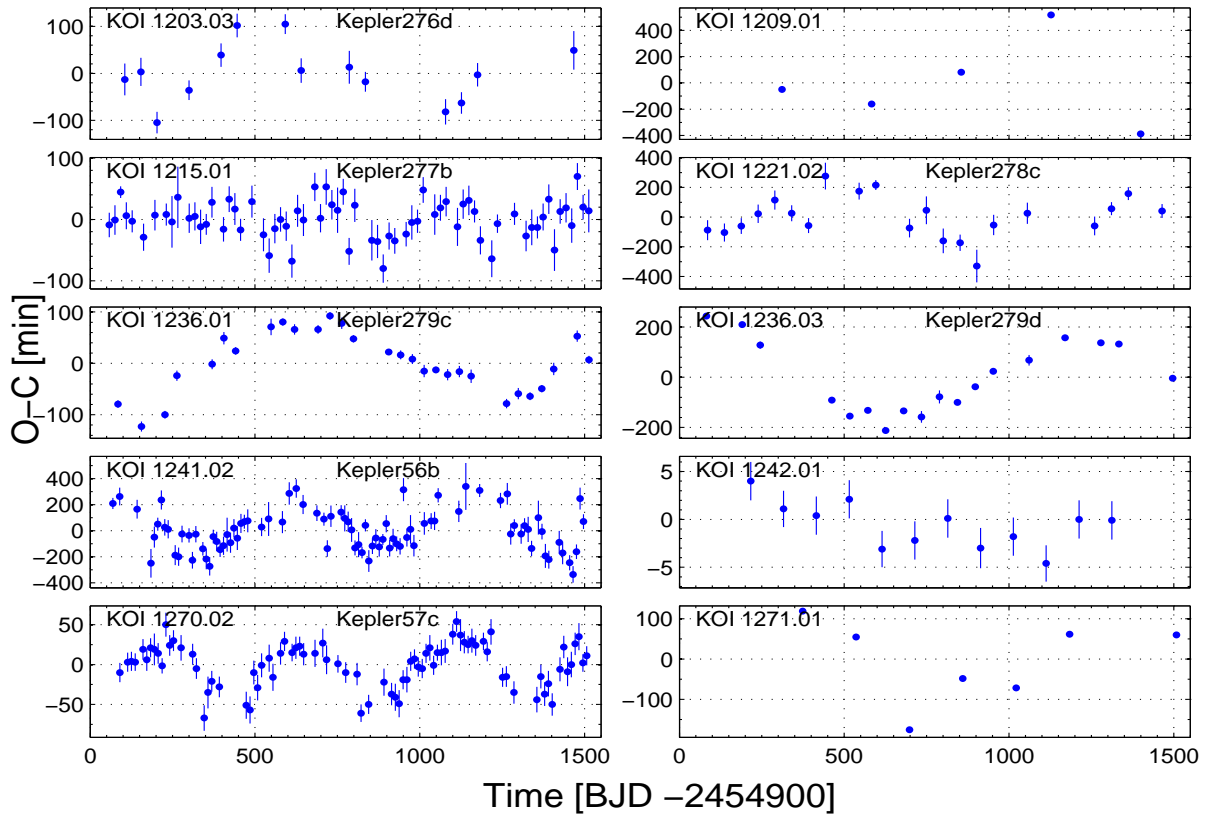 KOI 1203.03 Kepler276d
100
0
−100
KOI 1209.01
400
200
0
−200
−400
KOI 1215.01 Kepler277b
100
0
−100
KOI 1221.02 Kepler278c
400
200
0
−200
−400
KOI 1236.01 Kepler279c
100
0
−100
KOI 1236.03 Kepler279d
200
0
−200
KOI 1241.02 Kepler56b
400
200
0
−200
−400
KOI 1242.01
5
0
−5
KOI 1270.02 Kepler57c
50
0
−50
KOI 1271.01
100
0
−100
0 500 1000 1500
0 500 1000 1500
O−C [min]
Time [BJD −2454900]